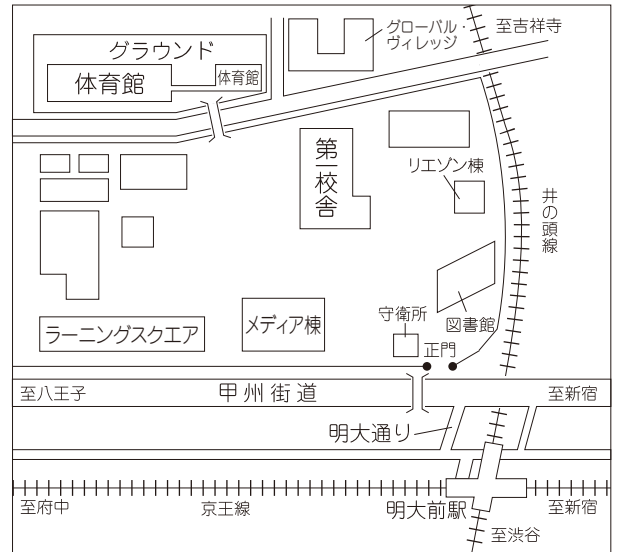 グローバル・
ヴィレッジ
至吉祥寺
グラウンド
体育館
体育館
第一校舎
リエゾン棟
井の頭線
図書館
守衛所
正門
メディア棟
ラーニングスクエア
至八王子
甲州街道
至新宿
明大通り
至府中
京王線
明大前駅
至新宿
至渋谷